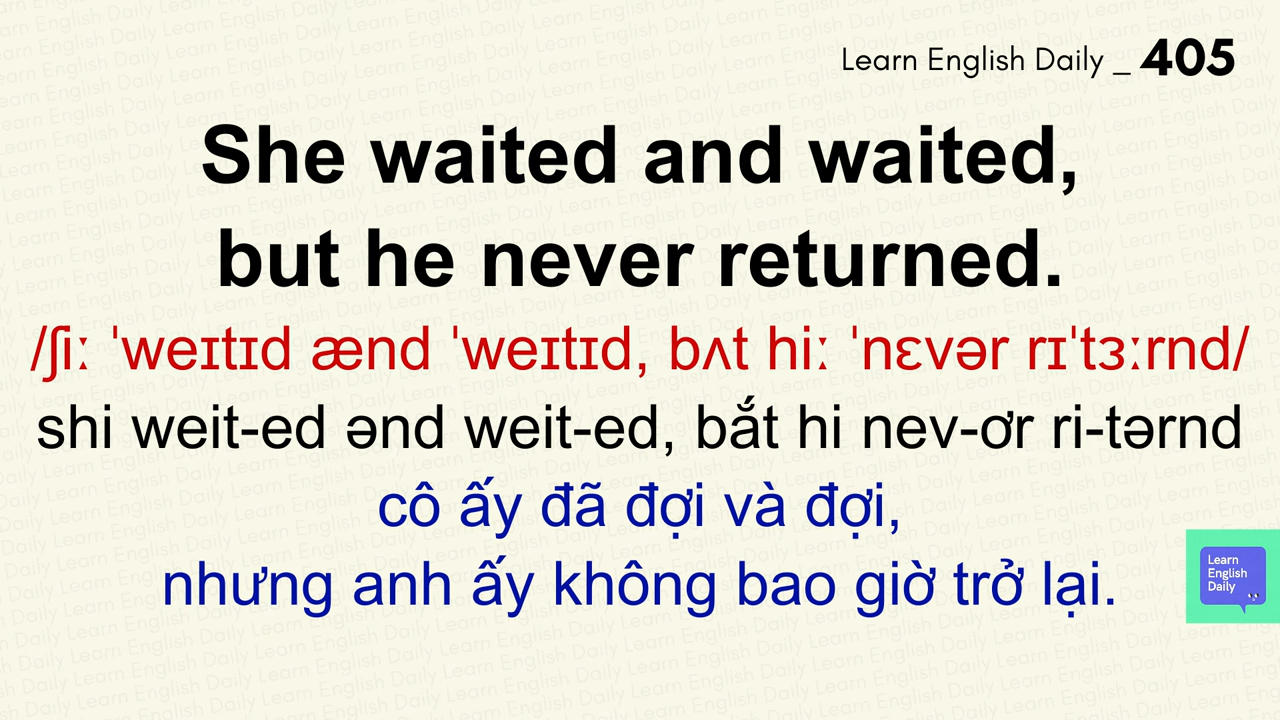 Learn English Daily _ 405
She waited and waited,
but he never returned.
/ʃiː ˈweɪtɪd ænd ˈweɪtɪd, bʌt hiː ˈnɛvər rɪˈtɜːrnd/
shi weit-ed ənd weit-ed, bắt hi nev-ơr ri-tərnd
cô ấy đã đợi và đợi,
nhưng anh ấy không bao giờ trở lại.
Learn
English
Daily